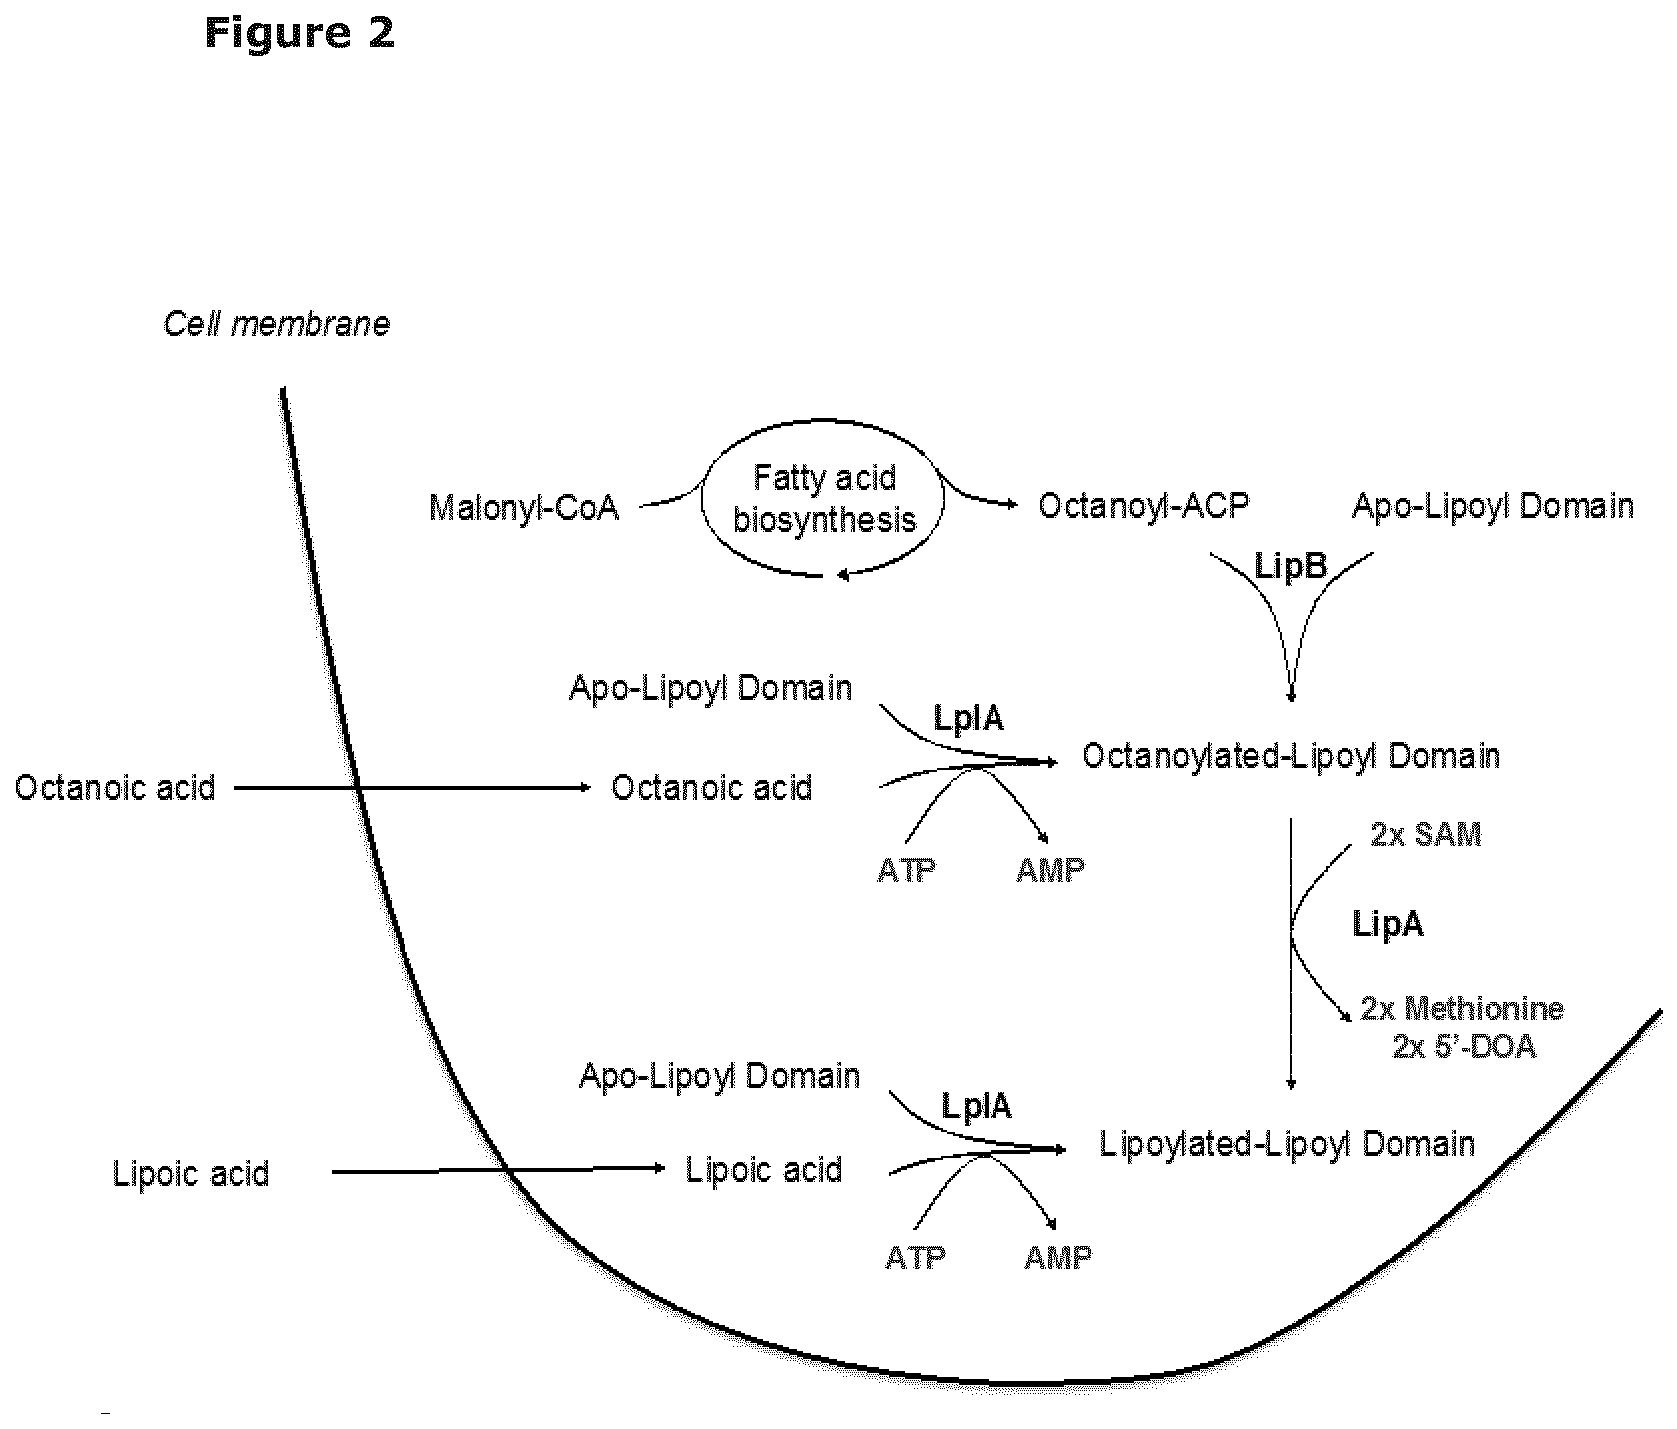 Figure 2
Cell membrane
Fatty acid
biosynthesis
Malonyl-CoA
Octanoyl-ACP
Apo-Lipoyl Domain
LipB
Apo-Lipoyl Domain
LplA
Octanoylated-Lipoyl Domain
Octanoic acid
Octanoic acid
2x SAM
ATP
AMP
LipA
2x Methionine
2x 5'-DOA
Apo-Lipoyl Domain
LplA
Lipoylated-Lipoyl Domain
Lipoic acid
Lipoic acid
ATP
AMP